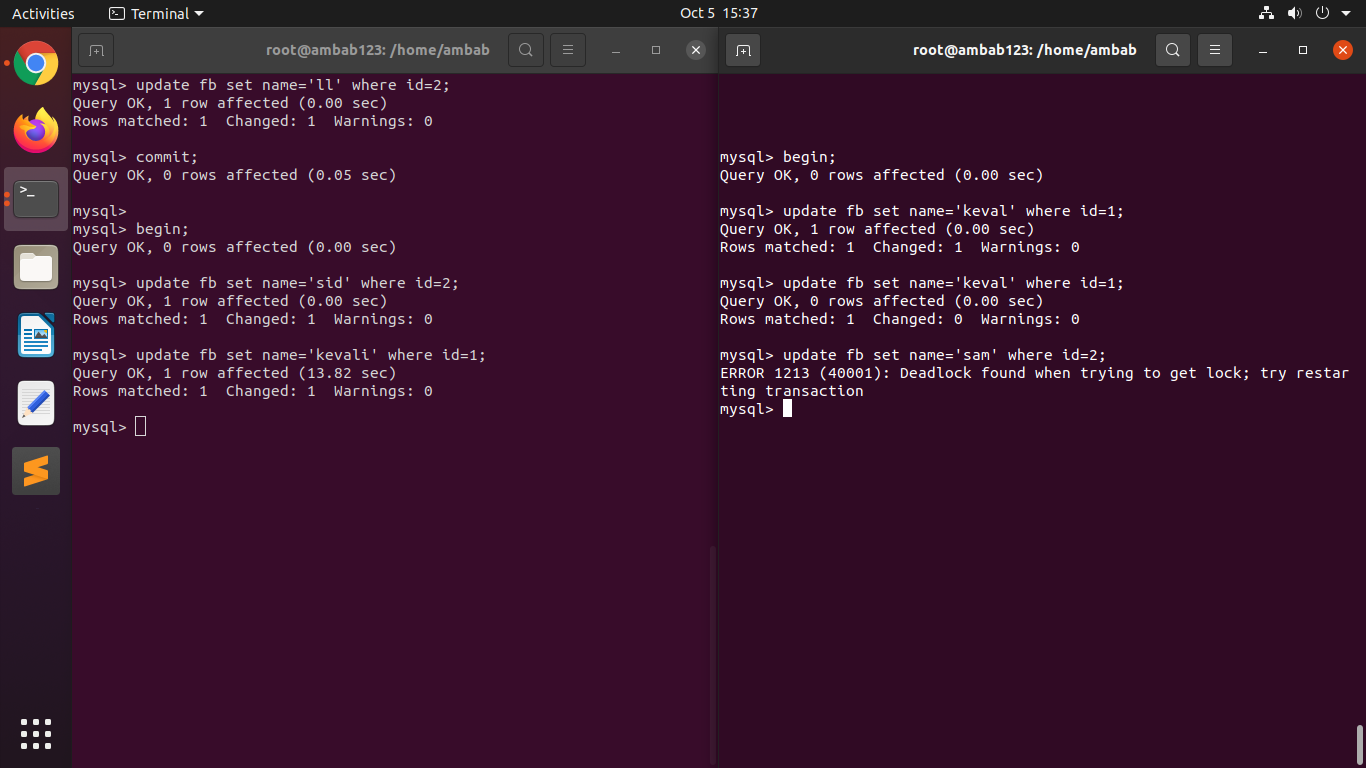 Activities Terminal Oct 5 15:37
root@ambab123: /home/ambab
mysql> update fb set name='ll' where id=2;
Query OK, 1 row affected (0.00 sec)
Rows matched: 1  Changed: 1  Warnings: 0
mysql> commit;
Query OK, 0 rows affected (0.05 sec)
mysql>
mysql> begin;
Query OK, 0 rows affected (0.00 sec)
mysql> update fb set name='sid' where id=2;
Query OK, 1 row affected (0.00 sec)
Rows matched: 1  Changed: 1  Warnings: 0
mysql> update fb set name='kevali' where id=1;
Query OK, 1 row affected (13.82 sec)
Rows matched: 1  Changed: 1  Warnings: 0
mysql>
root@ambab123: /home/ambab
mysql> begin;
Query OK, 0 rows affected (0.00 sec)
mysql> update fb set name='keval' where id=1;
Query OK, 1 row affected (0.00 sec)
Rows matched: 1  Changed: 1  Warnings: 0
mysql> update fb set name='keval' where id=1;
Query OK, 0 rows affected (0.00 sec)
Rows matched: 1  Changed: 0  Warnings: 0
mysql> update fb set name='sam' where id=2;
ERROR 1213 (40001): Deadlock found when trying to get lock; try restar
ting transaction
mysql>